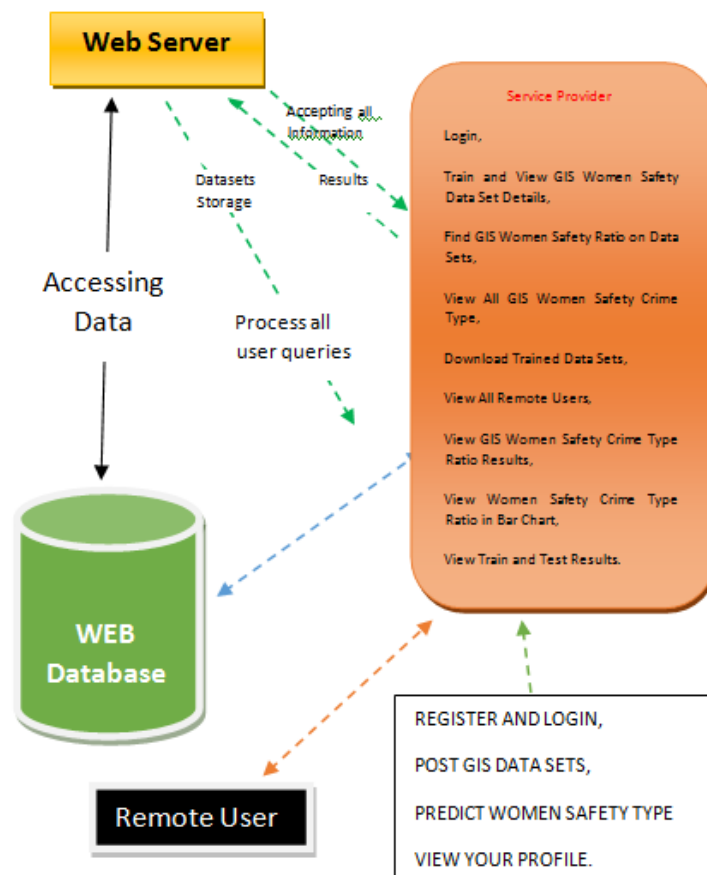 Web Server
Accepting all
Information
Datasets
Storage
Results
Accessing
Data
Process all
user queries
WEB
Database
Remote User
Service Provider
Login,
Train and View GIS Women Safety
Data Set Details,
Find GIS Women Safety Ratio on Data
Sets,
View All GIS Women Safety Crime
Type,
Download Trained Data Sets,
View All Remote Users,
View GIS Women Safety Crime Type
Ratio Results,
View Women Safety Crime Type
Ratio in Bar Chart,
View Train and Test Results.
REGISTER AND LOGIN,
POST GIS DATA SETS,
PREDICT WOMEN SAFETY TYPE
VIEW YOUR PROFILE.